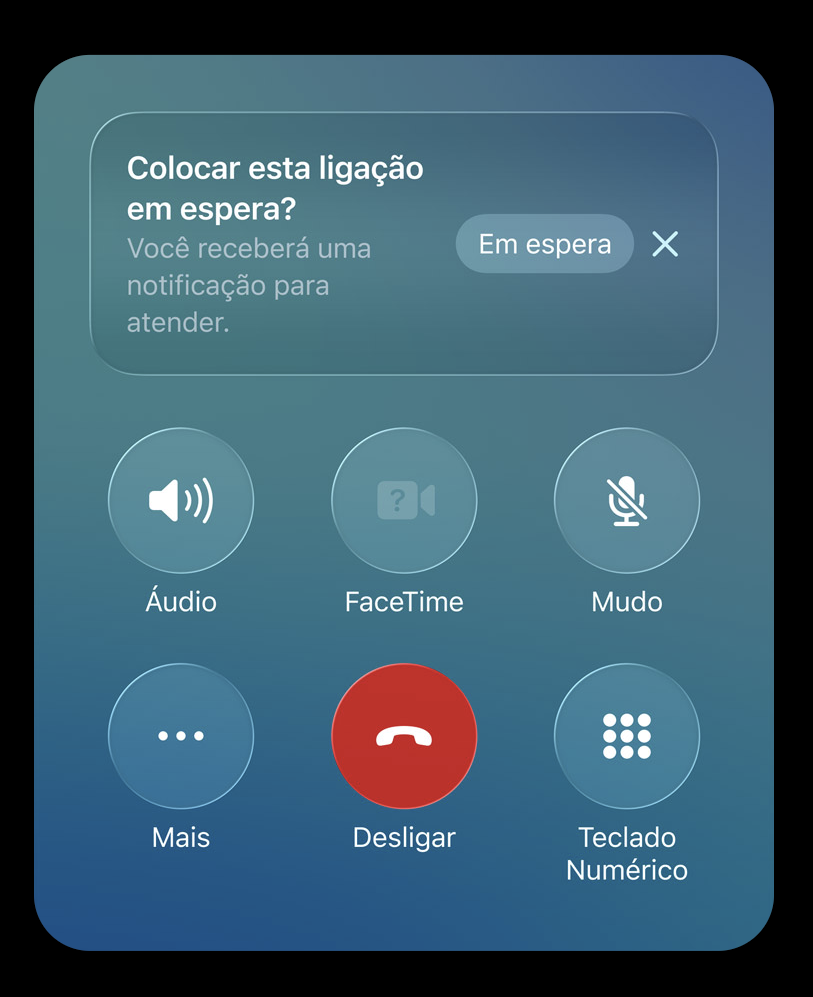 Colocar esta ligação
em espera?
Você receberá uma
notificação para
atender.
Em espera
Áudio
FaceTime
Mudo
Mais
Desligar
Teclado
Numérico